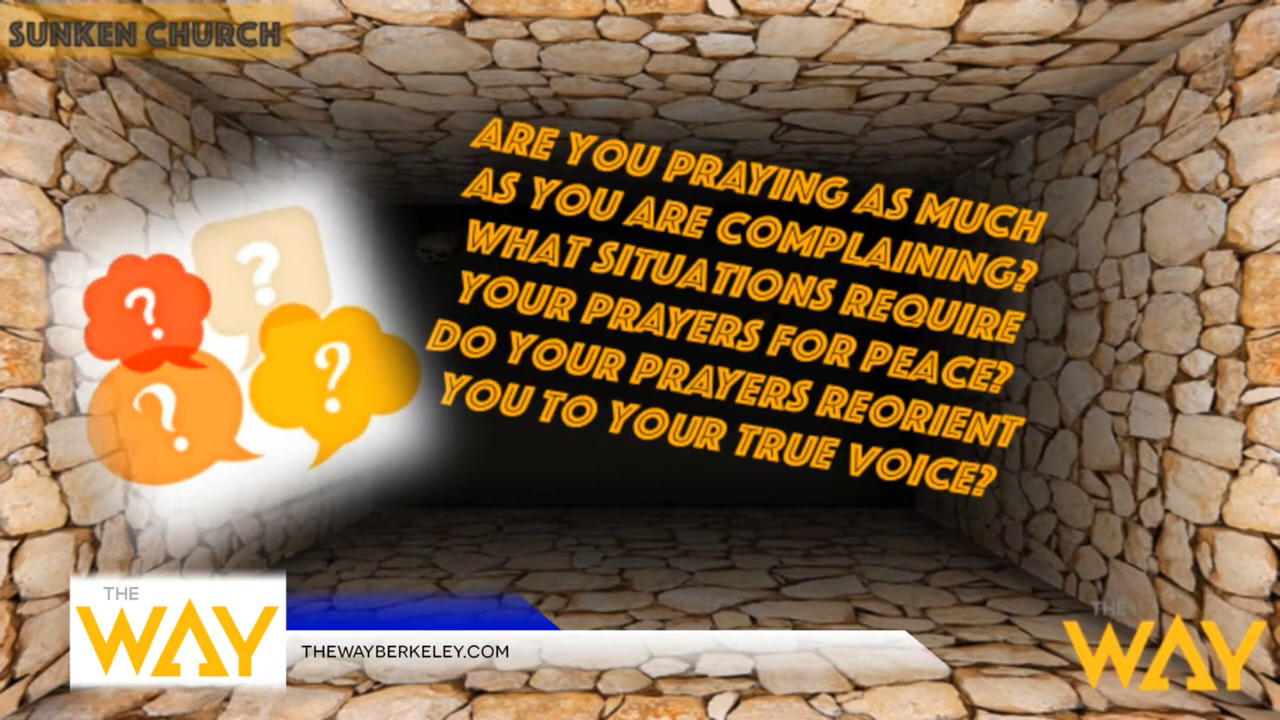 SUNKEN CHURCH
ARE YOU PRAYING AS MUCH
AS YOU ARE COMPLAINING?
WHAT SITUATIONS REQUIRE
YOUR PRAYERS FOR PEACE?
DO YOUR PRAYERS REORIENT
YOU TO YOUR TRUE VOICE?
?
?
?
?
THE
WAY
THEWAYBERKELEY.COM
THE
WAY